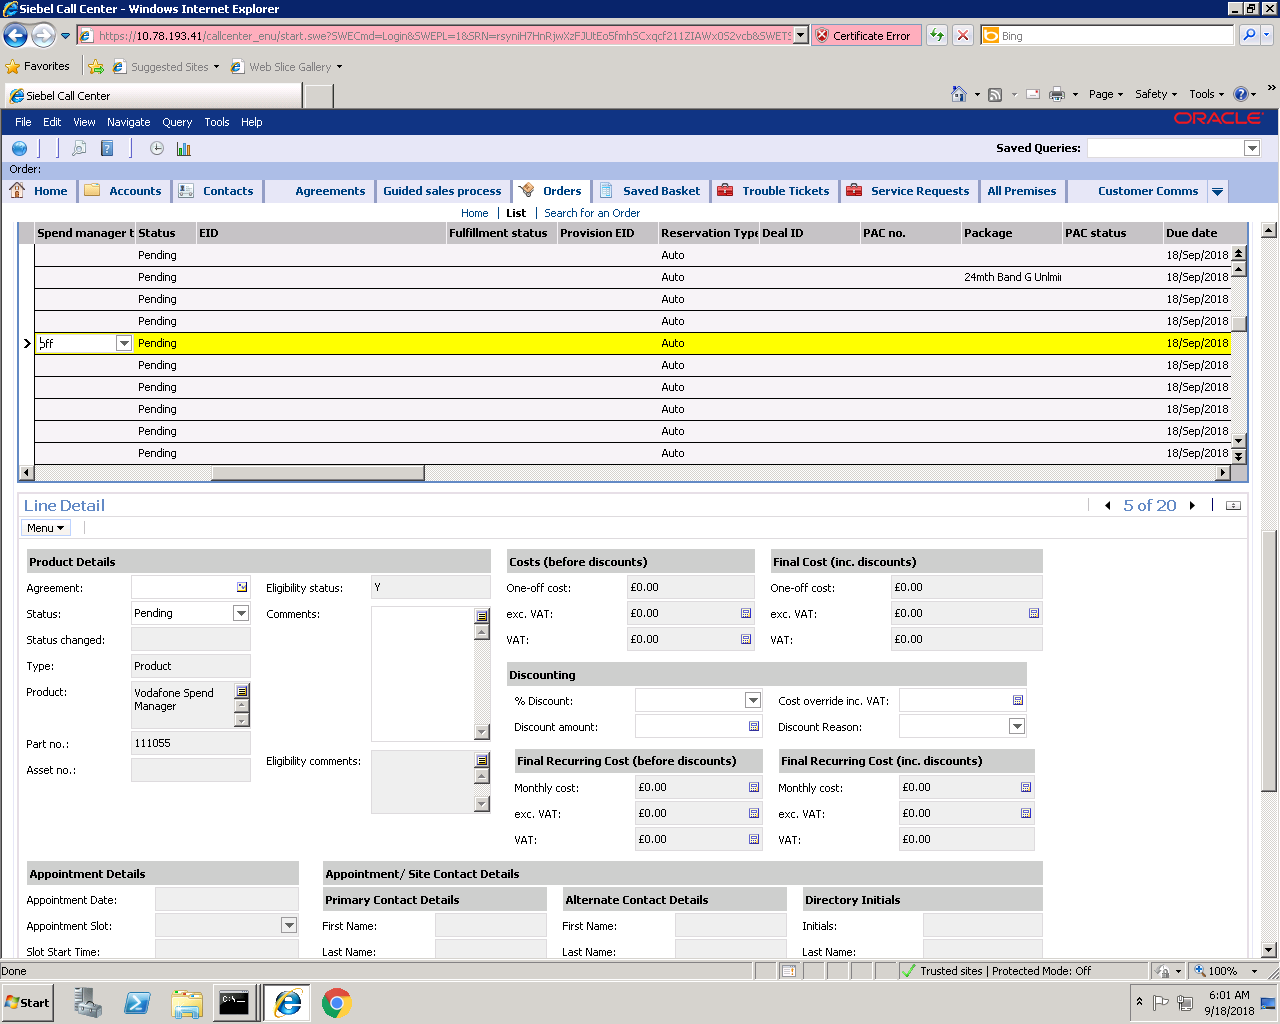 Siebel Call Center - Windows Internet Explorer
https://10.78.193.41/callcenter_enu/start.swe?SWECmd=Login&SWEPL=1&SRN= Certificate Error Bing
Favorites Suggested Sites Web Slice Gallery
Siebel Call Center Page Safety Tools
File Edit View Navigate Query Tools Help ORACLE
Saved Queries:
Order:
Home Accounts Contacts Agreements Guided sales process Orders Saved Basket Trouble Tickets Service Requests All Premises Customer Comms
Home List Search for an Order
Spend manager t Status EID Fulfillment status Provision EID Reservation Type Deal ID PAC no. Package PAC status Due date
Pending Auto 18/Sep/2018
Pending Auto 24mth Band G Unlmi 18/Sep/2018
Pending Auto 18/Sep/2018
Pending Auto 18/Sep/2018
off Pending Auto 18/Sep/2018
Pending Auto 18/Sep/2018
Pending Auto 18/Sep/2018
Pending Auto 18/Sep/2018
Pending Auto 18/Sep/2018
Pending Auto 18/Sep/2018
Line Detail 5 of 20
Menu
Product Details Costs (before discounts) Final Cost (inc. discounts)
Agreement: Eligibility status: Y One-off cost: £0.00 One-off cost: £0.00
Status: Pending Comments: exc. VAT: £0.00 exc. VAT: £0.00
Status changed: VAT: £0.00 VAT: £0.00
Type: Product
Discounting
Product: Vodafone Spend
Manager
% Discount: Cost override inc. VAT:
Discount amount: Discount Reason:
Part no.: 111055
Asset no.: Eligibility comments: Final Recurring Cost (before discounts) Final Recurring Cost (inc. discounts)
Monthly cost: £0.00 Monthly cost: £0.00
exc. VAT: £0.00 exc. VAT: £0.00
VAT: £0.00 VAT: £0.00
Appointment Details Appointment/ Site Contact Details
Appointment Date: Primary Contact Details Alternate Contact Details Directory Initials
Appointment Slot: First Name: First Name: Initials:
Slot Start Time: Last Name: Last Name: Last Name:
Done Trusted sites | Protected Mode: Off 100%
Start 6:01 AM
9/18/2018